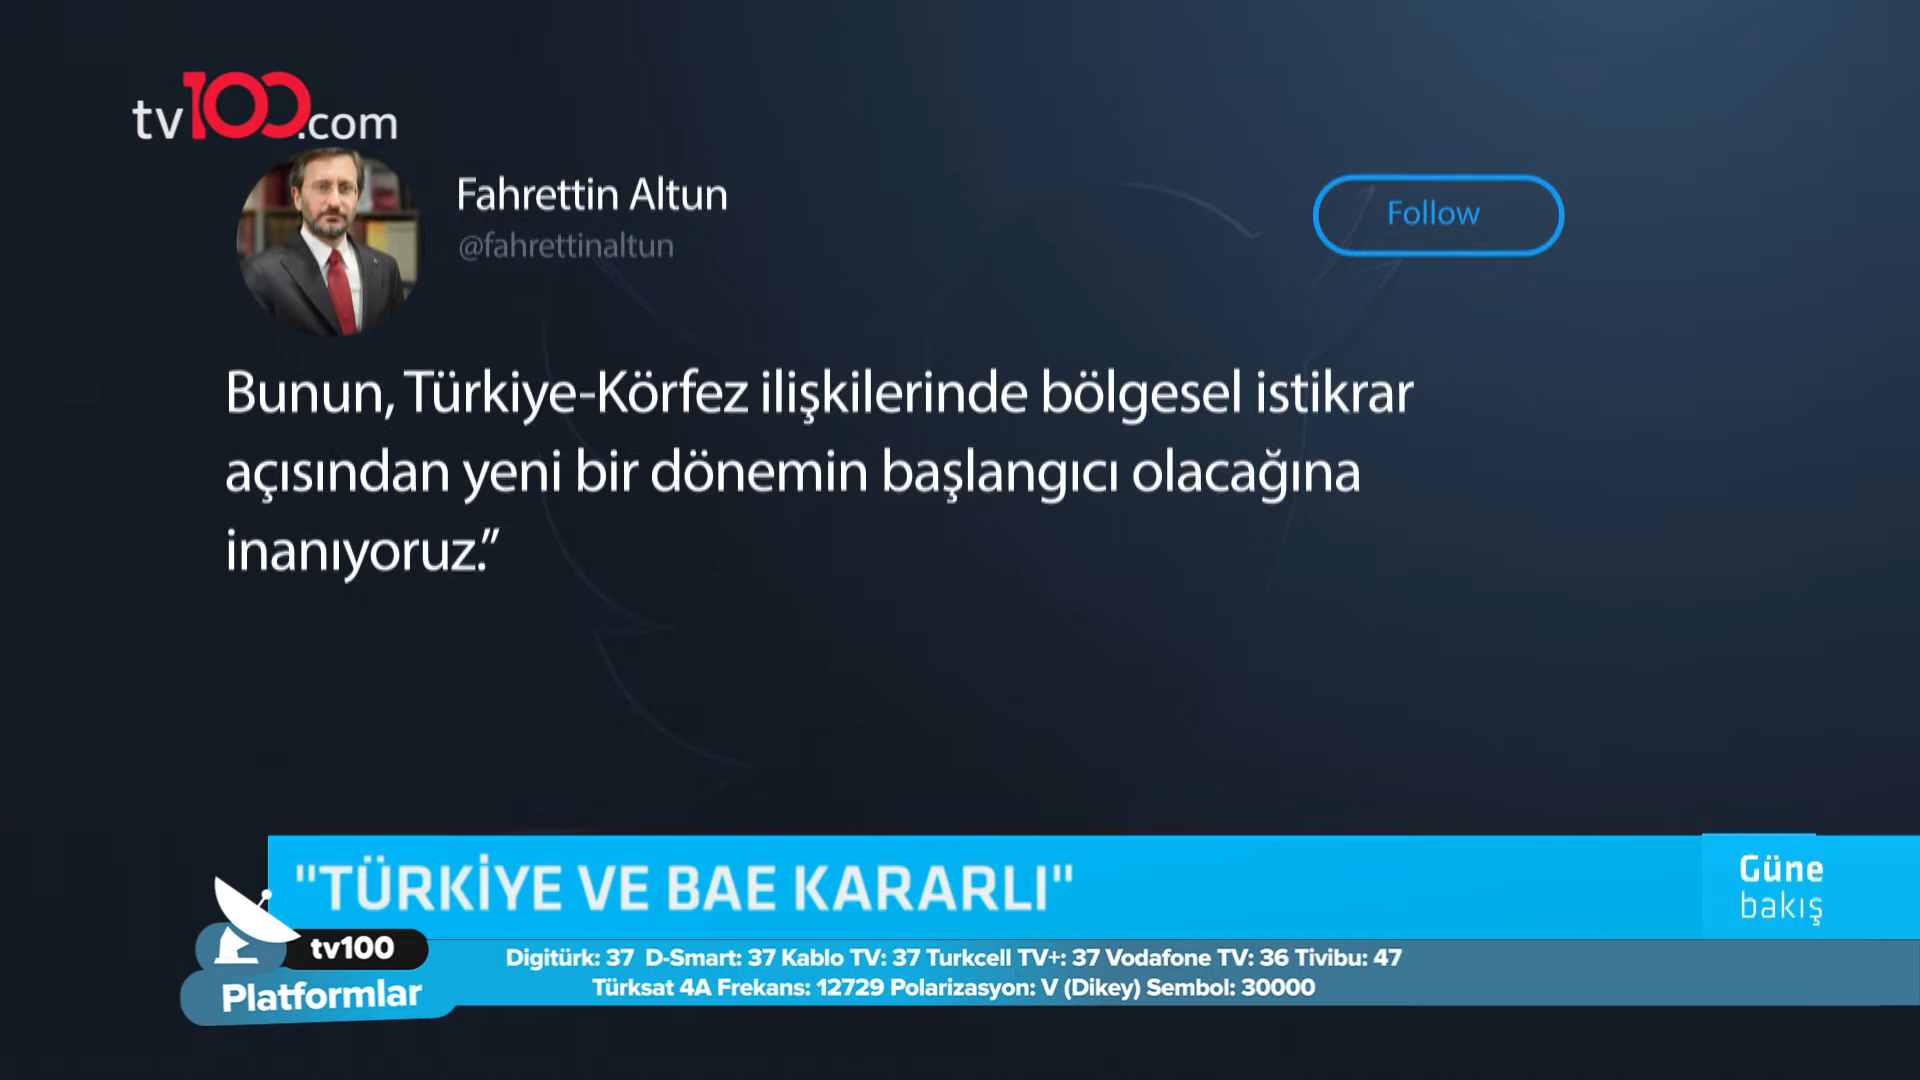 tv100.com
Fahrettin Altun
@fahrettinaltun
Follow
Bunun, Türkiye-Körfez ilişkilerinde bölgesel istikrar
açısından yeni bir dönemin başlangıcı olacağına
inanıyoruz.”
"TÜRKİYE VE BAE KARARLI"
Güne
bakış
tv100
Platformlar
Digitürk: 37 D-Smart: 37 Kablo TV: 37 Turkcell TV+: 37 Vodafone TV: 36 Tivibu: 47
Türksat 4A Frekans: 12729 Polarizasyon: V (Dikey) Sembol: 30000